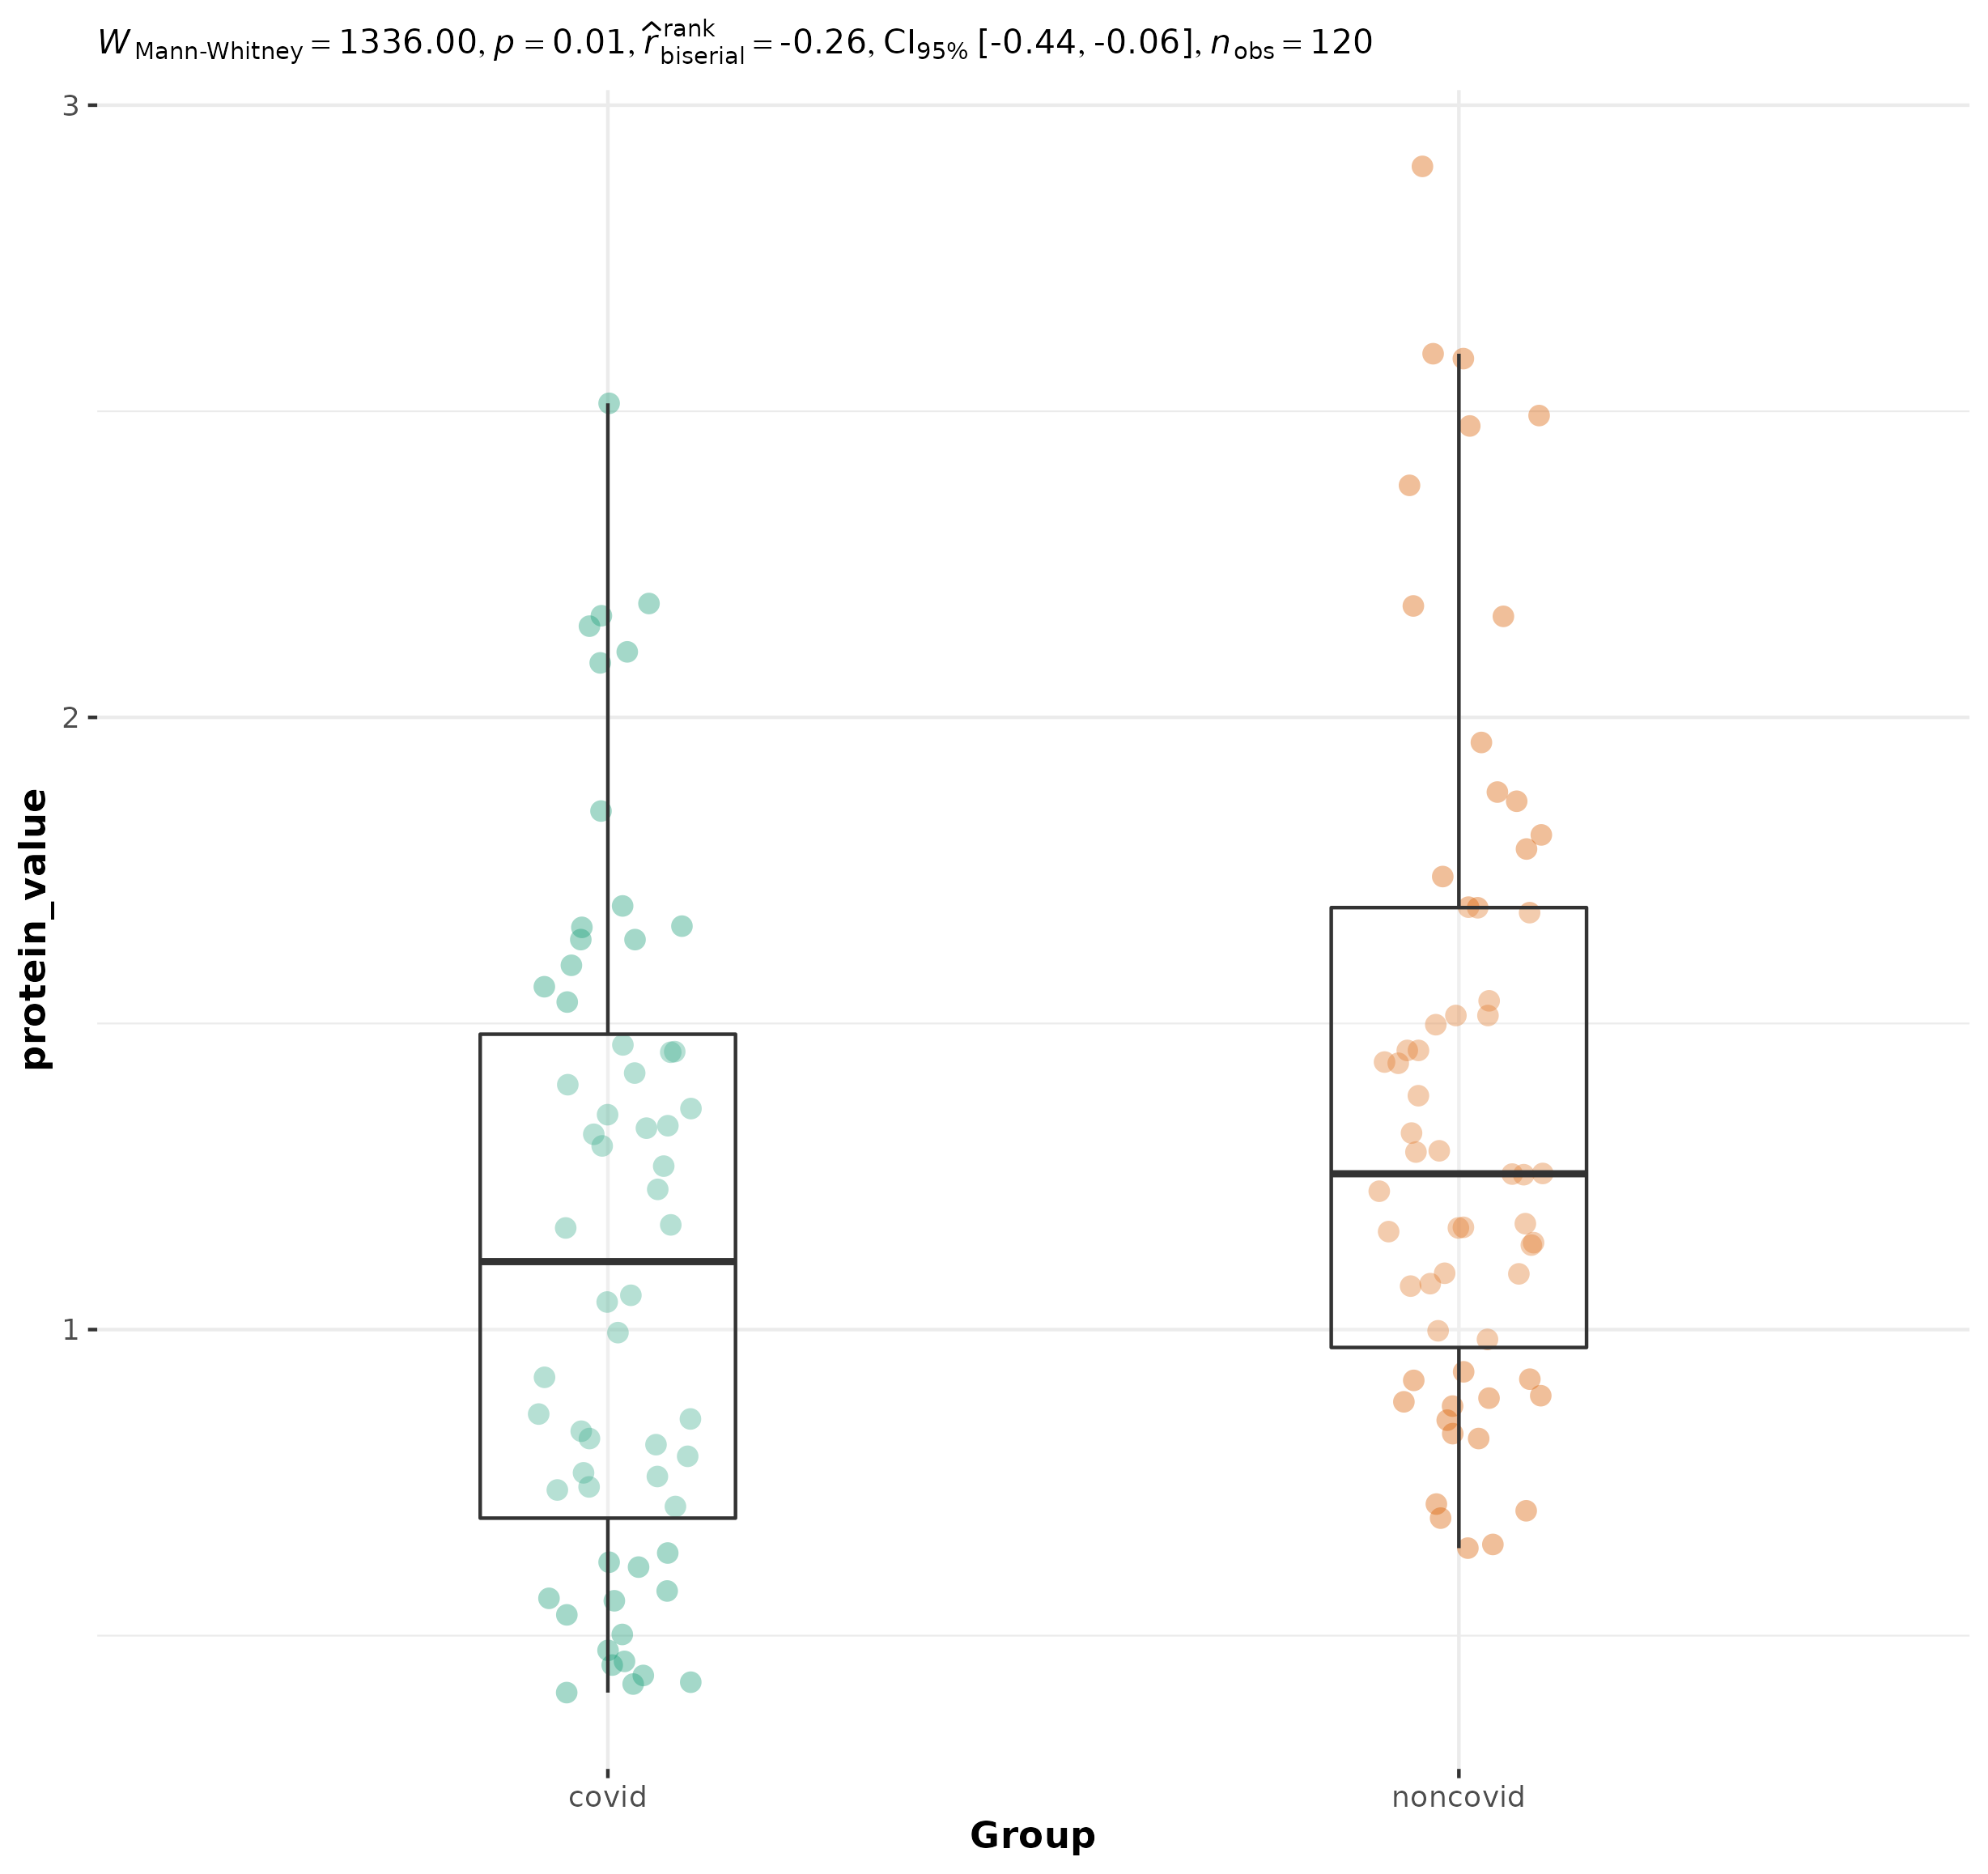 W Mann-Whitney = 1336.00, p = 0.01, r̂ rank biserial = -0.26, CI95% [-0.44, -0.06], nobs = 120
3
2
1
protein_value
covid noncovid
Group